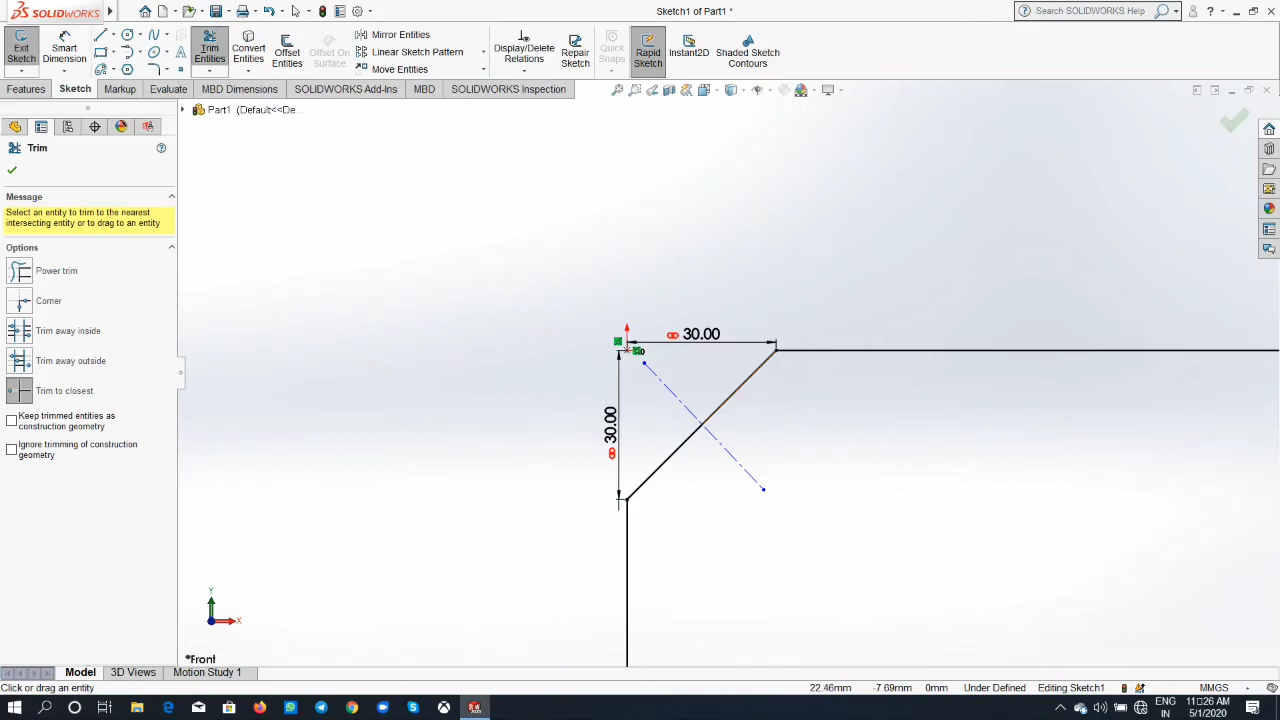 SOLIDWORKS
Sketch1 of Part1 *
Search SOLIDWORKS Help
Exit Sketch
Smart Dimension
Trim Entities
Convert Entities
Offset Entities
Offset On Surface
Mirror Entities
Linear Sketch Pattern
Move Entities
Display/Delete Relations
Repair Sketch
Quick Snaps
Rapid Sketch
Instant2D
Shaded Sketch Contours
Features
Sketch
Markup
Evaluate
MBD Dimensions
SOLIDWORKS Add-Ins
MBD
SOLIDWORKS Inspection
Part1 (Default<<De...
Trim
Message
Select an entity to trim to the nearest
intersecting entity or to drag to an entity
Options
Power trim
Corner
Trim away inside
Trim away outside
Trim to closest
Keep trimmed entities as
construction geometry
Ignore trimming of construction
geometry
30.00
30.00
Y
X
*Front
Model
3D Views
Motion Study 1
Click or drag an entity
22.46mm
-7.69mm
0mm
Under Defined
Editing Sketch1
MMGS
ENG
IN
11:26 AM
5/1/2020